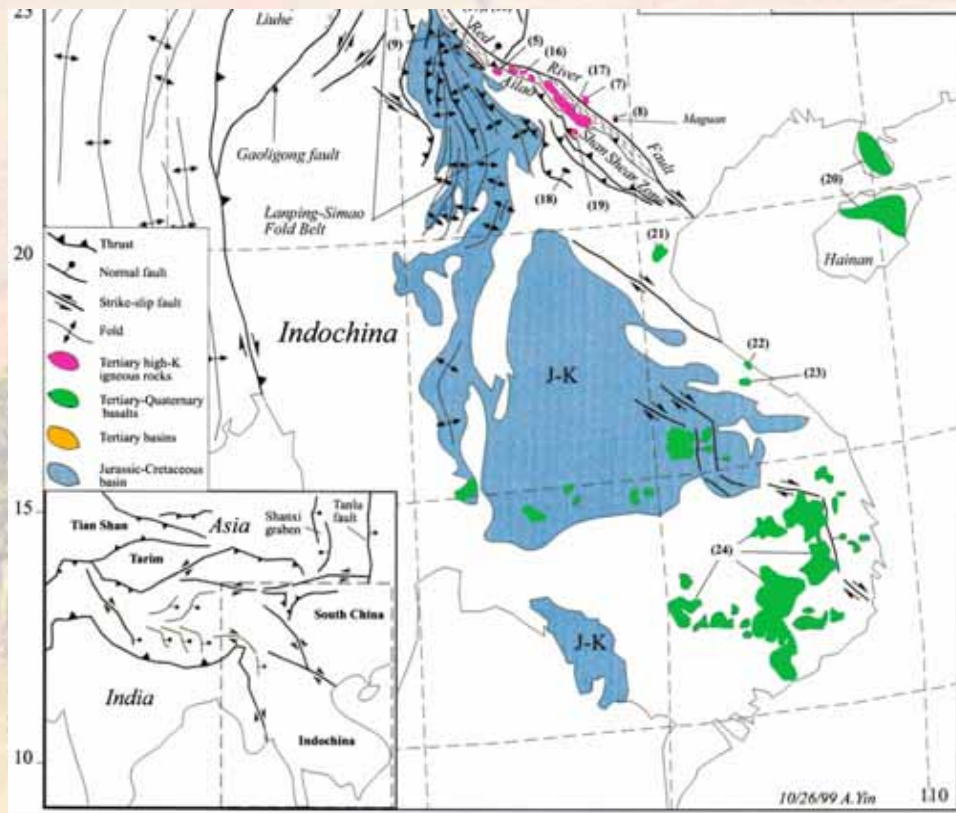 Liuhe
(9)
Red
(5)
(16)
River
(17)
(7)
Ailao
(8)
Maguan
Shan Shear Zone
Fault
Gaoligong fault
(20)
Lanping-Simao
Fold Belt
(18)
(19)
(21)
20
Hainan
Thrust
Normal fault
Strike-slip fault
Fold
Tertiary high-K
igneous rocks
Tertiary-Quaternary
basalts
Tertiary basins
Jurassic-Cretaceous
basin
Indochina
J-K
(22)
(23)
15
Tian Shan
Asia
Shanxi
graben
Tanlu
fault
Tarim
South China
India
Indochina
(24)
J-K
10
10/26/99 A.Yin
110